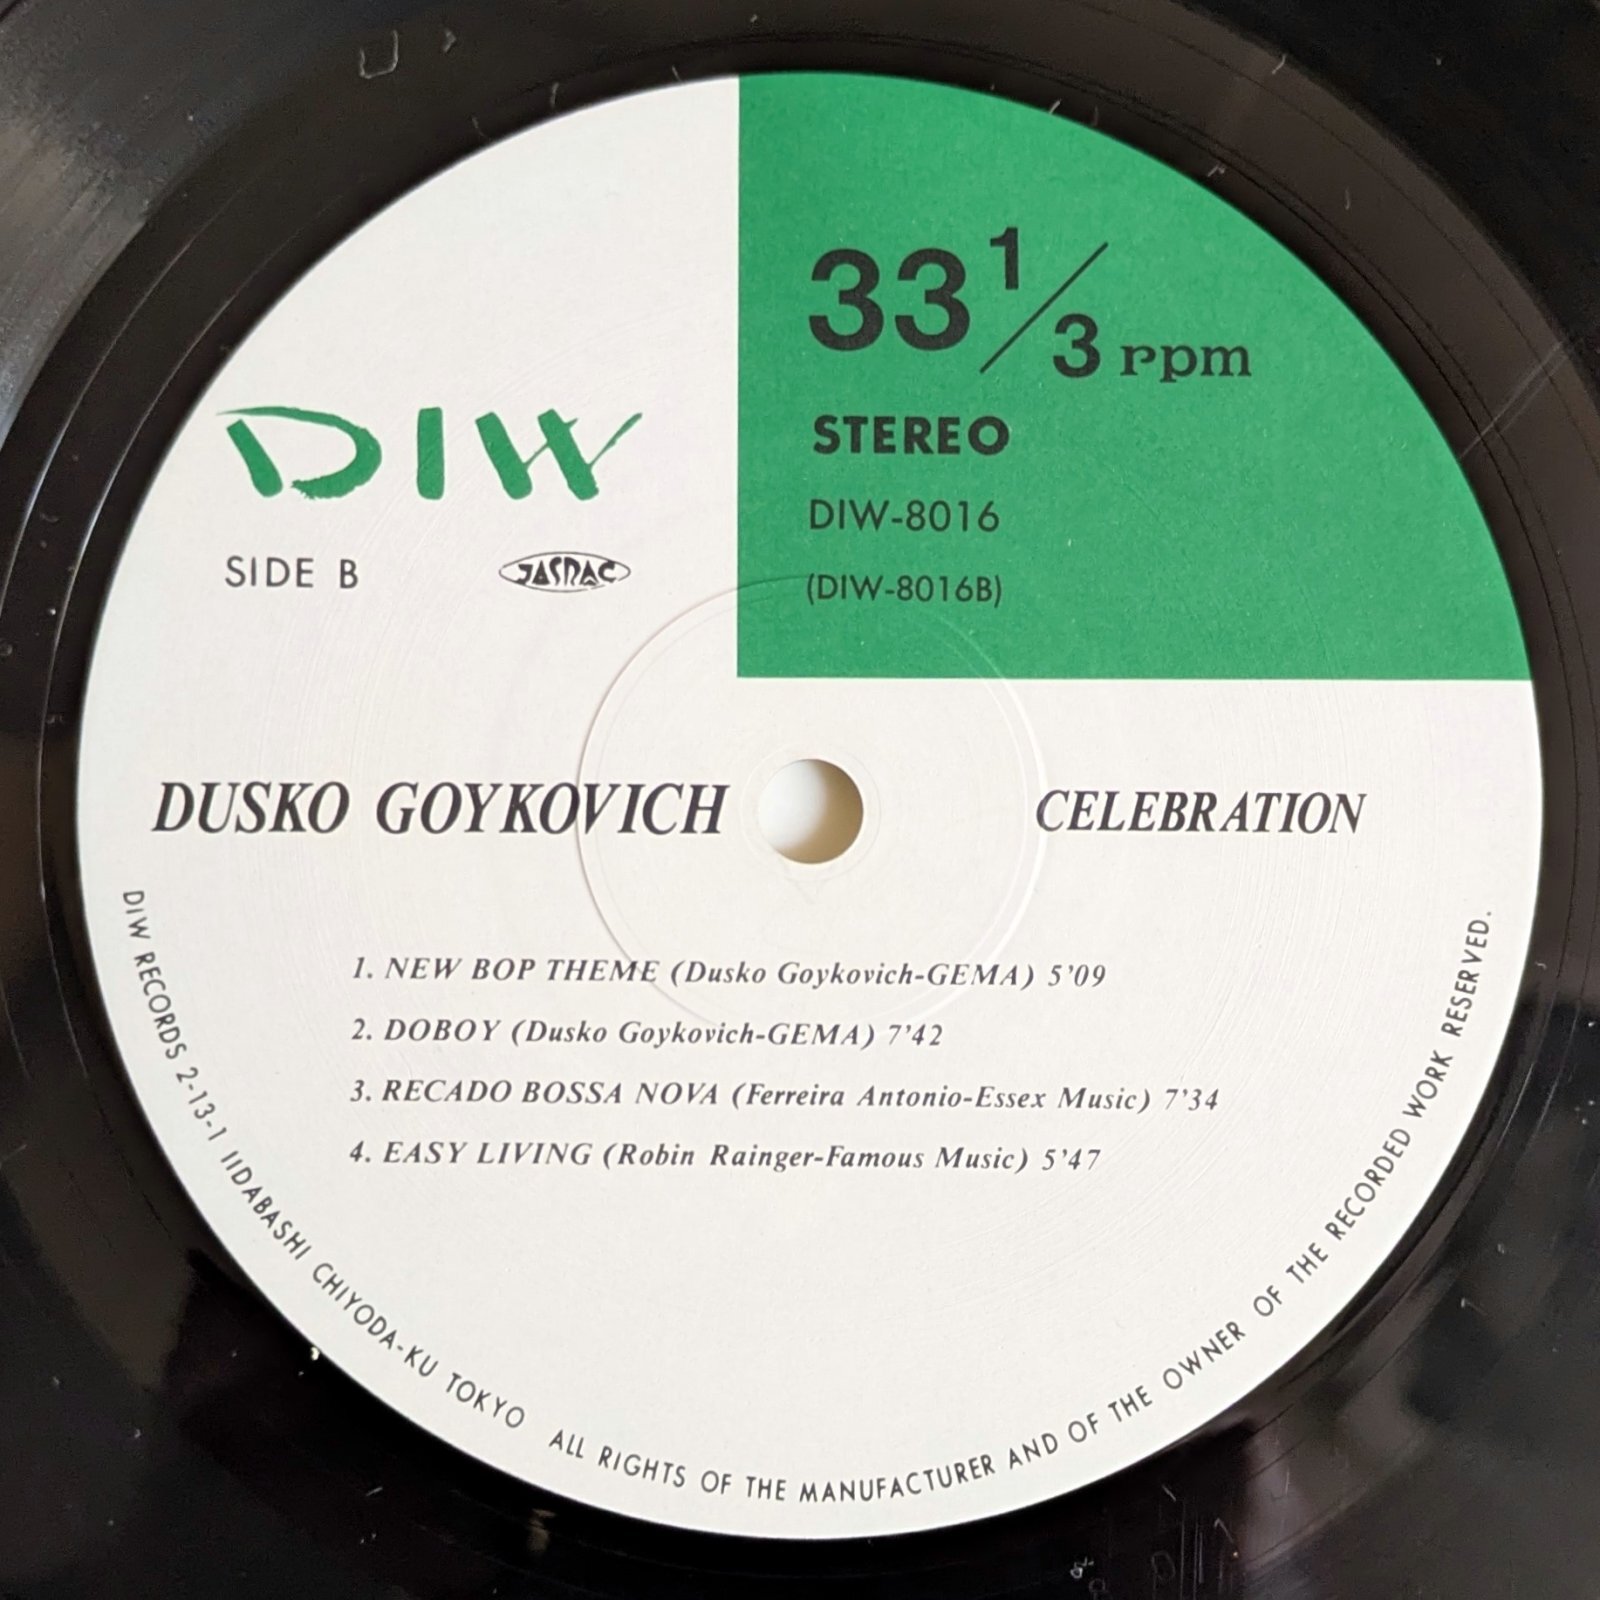 33 1/3 rpm
STEREO
DIW-8016
(DIW-8016B)
DIW
SIDE B
JASRAC
DUSKO GOYKOVICH
CELEBRATION
1. NEW BOP THEME (Dusko Goykovich-GEMA) 5'09
2. DOBOY (Dusko Goykovich-GEMA) 7'42
3. RECADO BOSSA NOVA (Ferreira Antonio-Essex Music) 7'34
4. EASY LIVING (Robin Rainger-Famous Music) 5'47
DIW RECORDS 2-13-1 IIDABASHI CHIYODA-KU TOKYO ALL RIGHTS OF THE MANUFACTURER AND OF THE OWNER OF THE RECORDED WORK RESERVED.